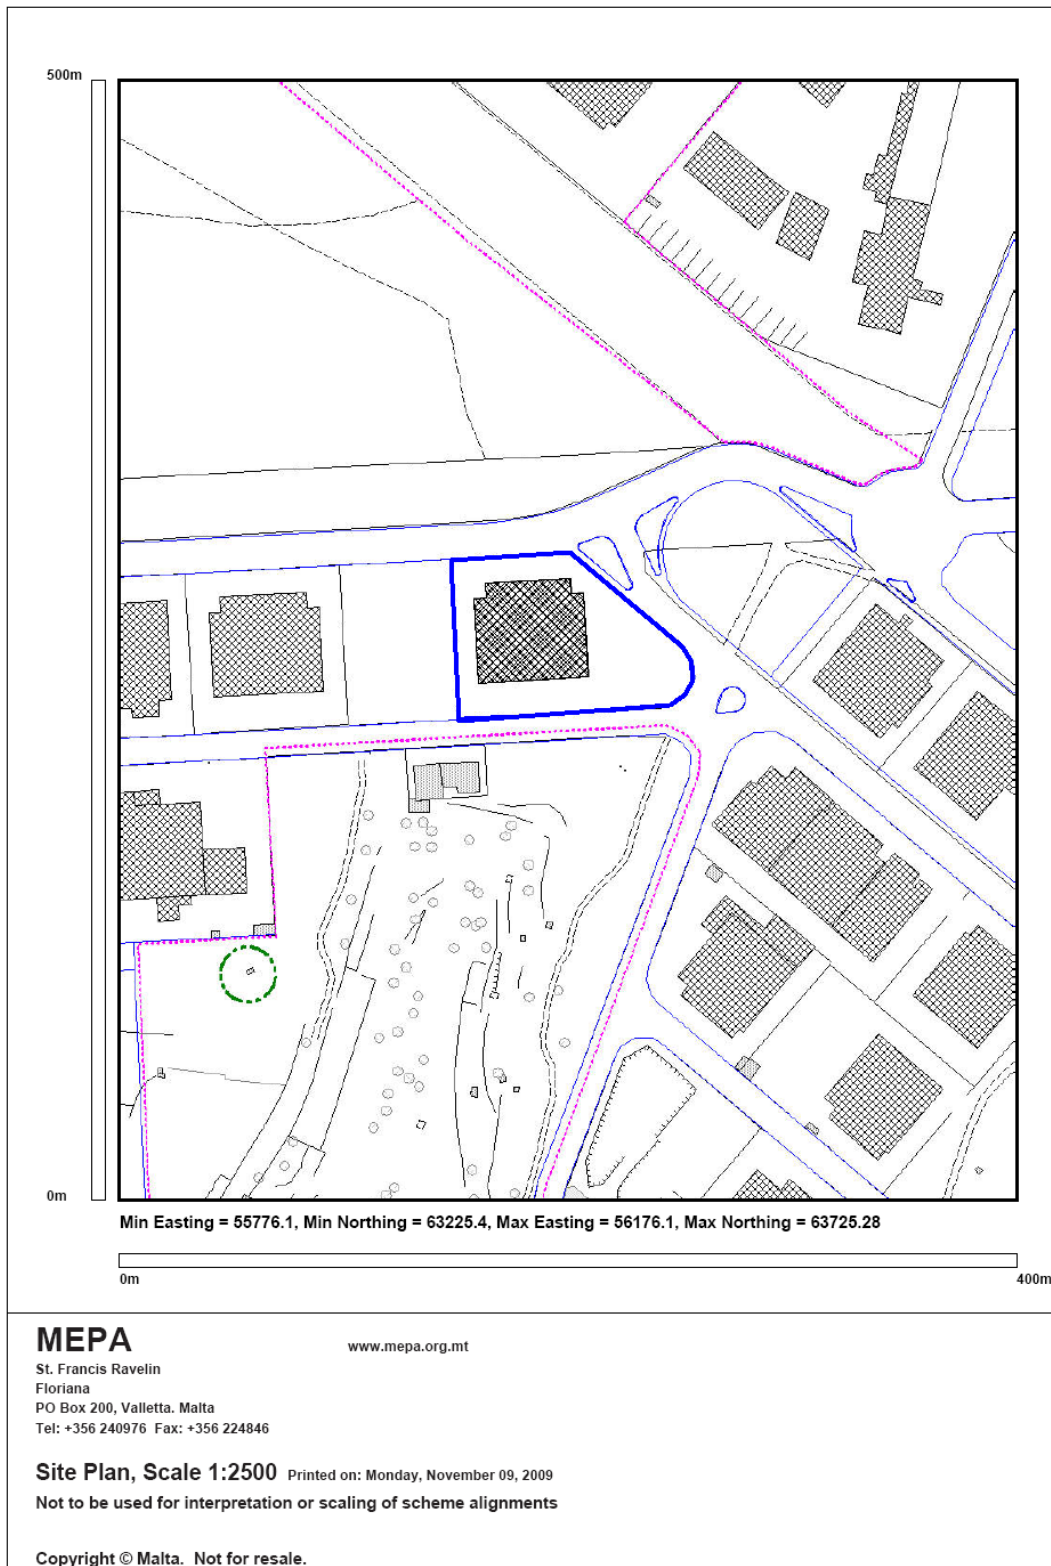 500m
0m
Min Easting = 55776.1, Min Northing = 63225.4, Max Easting = 56176.1, Max Northing = 63725.28
0m 400m
MEPA www.mepa.org.mt
St. Francis Ravelin
Floriana
PO Box 200, Valletta. Malta
Tel: +356 240976 Fax: +356 224846
Site Plan, Scale 1:2500 Printed on: Monday, November 09, 2009
Not to be used for interpretation or scaling of scheme alignments
Copyright © Malta. Not for resale.